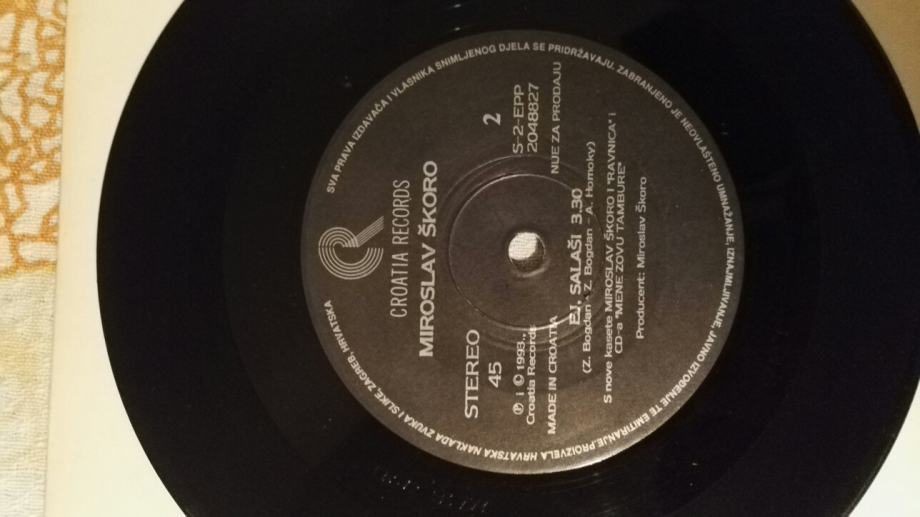 SVA PRAVA IZDAVAČA I VLASNIKA SNIMLJENOG DJELA SE PRIDRŽAVAJU. ZABRANJENO JE NEOVLAŠTENO UMNAŽANJE, IZNAJMLJIVANJE, JAVNO IZVOĐENJE TE EMITIRANJE. PROIZVELA HRVATSKA NAKLADA ZVUKA I SLIKE, ZAGREB, HRVATSKA
CR
CROATIA RECORDS
MIROSLAV ŠKORO
STEREO
45
2
℗ i © 1993.,
Croatia Records
MADE IN CROATIA
S-2-EPP
2048827
NIJE ZA PRODAJU
EJ, SALAŠI 3.30
(Z. Bogdan - Z. Bogdan - A. Homoky)
S nove kasete MIROSLAV ŠKORO I "RAVNICA" i
CD-a "MENE ZOVU TAMBURE"
Producent: Miroslav Škoro